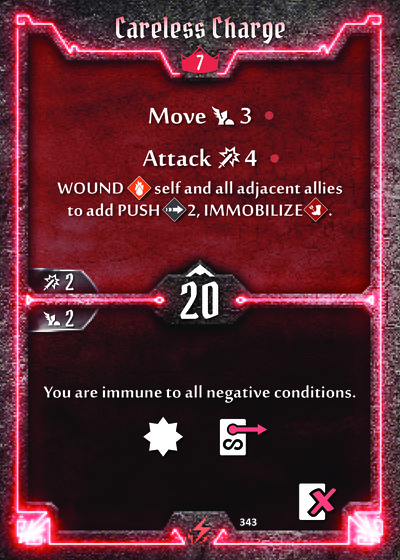 Careless Charge
7
Move 3
Attack 4
WOUND self and all adjacent allies
to add PUSH 2, IMMOBILIZE .
2
20
2
You are immune to all negative conditions.
S
343